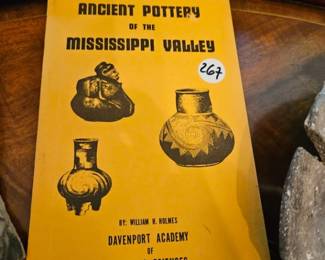 ANCIENT POTTERY
OF THE
MISSISSIPPI VALLEY
267
BY: WILLIAM H. HOLMES
DAVENPORT ACADEMY
OF